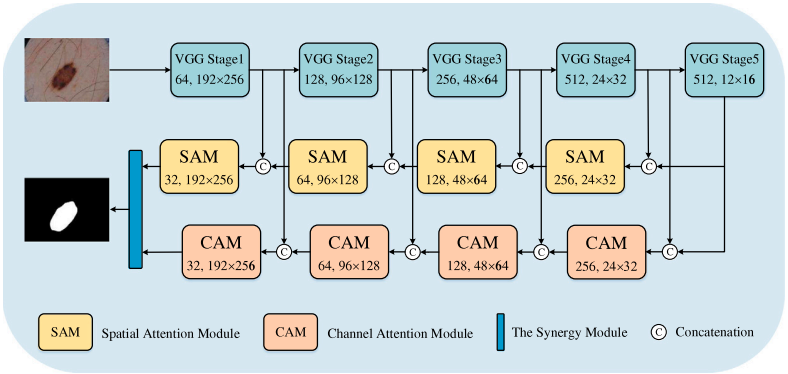 VGG Stage1
64, 192×256
VGG Stage2
128, 96×128
VGG Stage3
256, 48×64
VGG Stage4
512, 24×32
VGG Stage5
512, 12×16
SAM
32, 192×256
C
SAM
64, 96×128
C
SAM
128, 48×64
C
SAM
256, 24×32
C
CAM
32, 192×256
C
CAM
64, 96×128
C
CAM
128, 48×64
C
CAM
256, 24×32
C
SAM
Spatial Attention Module
CAM
Channel Attention Module
The Synergy Module
C
Concatenation